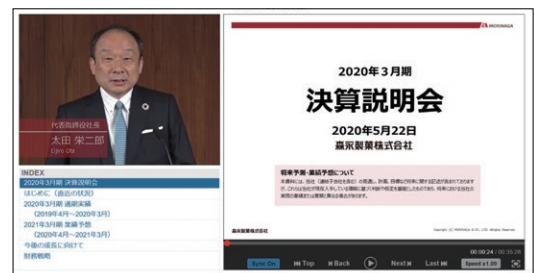 代表取締役社長
太田 栄二郎
Eijiro Ota
INDEX
2020年3月期 決算説明会
はじめに（直近の状況）
2020年3月期 通期実績
（2019年4月～2020年3月）
2021年3月期 業績予想
（2020年4月～2021年3月）
今後の成長に向けて
財務戦略
MORINAGA
2020年3月期
決算説明会
2020年5月22日
森永製菓株式会社
将来予測・業績予想について
森永製菓株式会社
00:00:24 / 00:35:28
Sync On
Top
Back
Next
Last
Speed x1.00